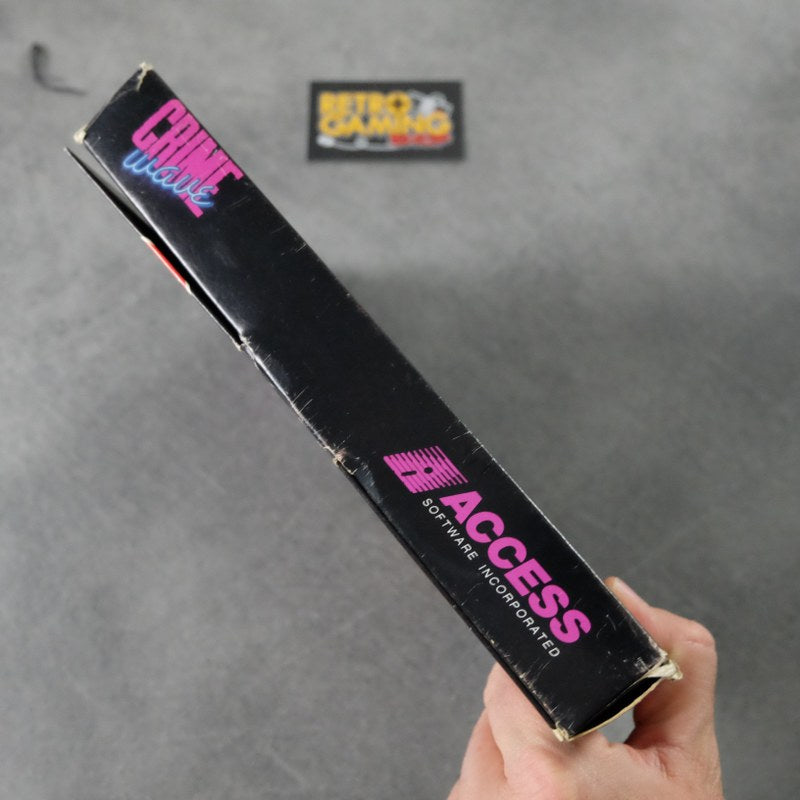 CRIME
wave
RETRO
GAMING
ACCESS
SOFTWARE INCORPORATED